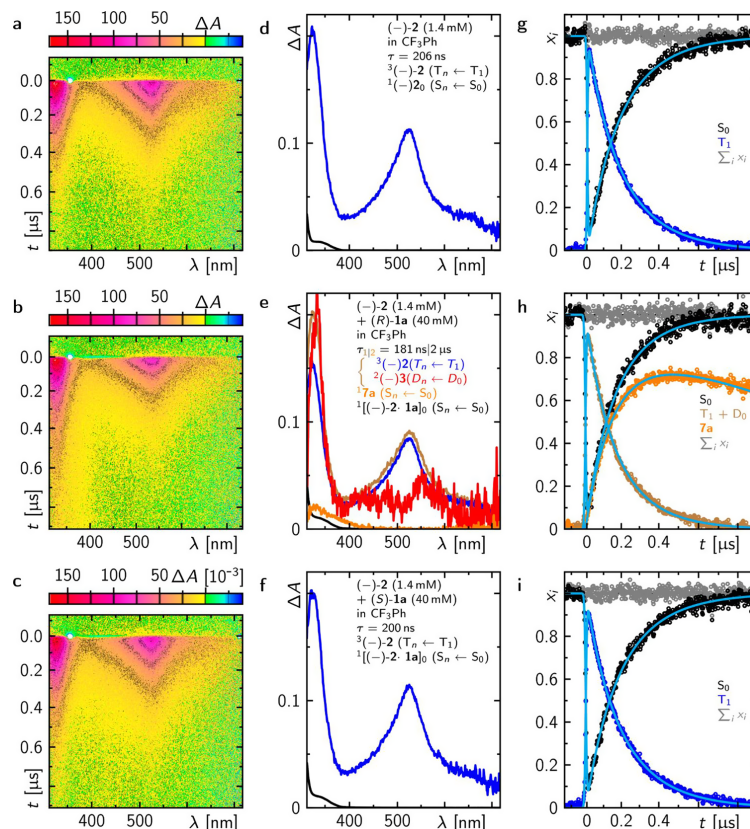 a
ΔA
150 100 50
0.0
0.2
0.4
0.6
0.8
t [µs]
400 500 λ [nm]
d
ΔA
(−)-2 (1.4 mM)
in CF₃Ph
τ = 206 ns
³(−)-2 (Tₙ ← T₁)
¹(−)2₀ (Sₙ ← S₀)
0.1
0
400 500 λ [nm]
g
xᵢ
0.8
0.6
0.4
0.2
0
S₀
T₁
∑ᵢ xᵢ
0 0.2 0.6 t [µs]
b
ΔA
150 100 50
0.0
0.2
0.4
0.6
0.8
t [µs]
400 500 λ [nm]
e
ΔA
(−)-2 (1.4 mM)
+ (R)-1a (40 mM)
in CF₃Ph
τ₁|₂ = 181 ns|2 µs
³(−)2(Tₙ ← T₁)
²(−)3(Dₙ ← D₀)
¹7a (Sₙ ← S₀)
¹[(−)-2· 1a]₀ (Sₙ ← S₀)
0.1
0
400 500 λ [nm]
h
xᵢ
0.8
0.6
0.4
0.2
0
S₀
T₁ + D₀
7a
∑ᵢ xᵢ
0 0.2 0.6 t [µs]
c
ΔA [10⁻³]
150 100 50
0.0
0.2
0.4
0.6
0.8
t [µs]
400 500 λ [nm]
f
ΔA
(−)-2 (1.4 mM)
+ (S)-1a (40 mM)
in CF₃Ph
τ = 200 ns
³(−)-2 (Tₙ ← T₁)
¹[(−)-2· 1a]₀ (Sₙ ← S₀)
0.1
0
400 500 λ [nm]
i
xᵢ
0.8
0.6
0.4
0.2
0
S₀
T₁
∑ᵢ xᵢ
0 0.2 0.6 t [µs]